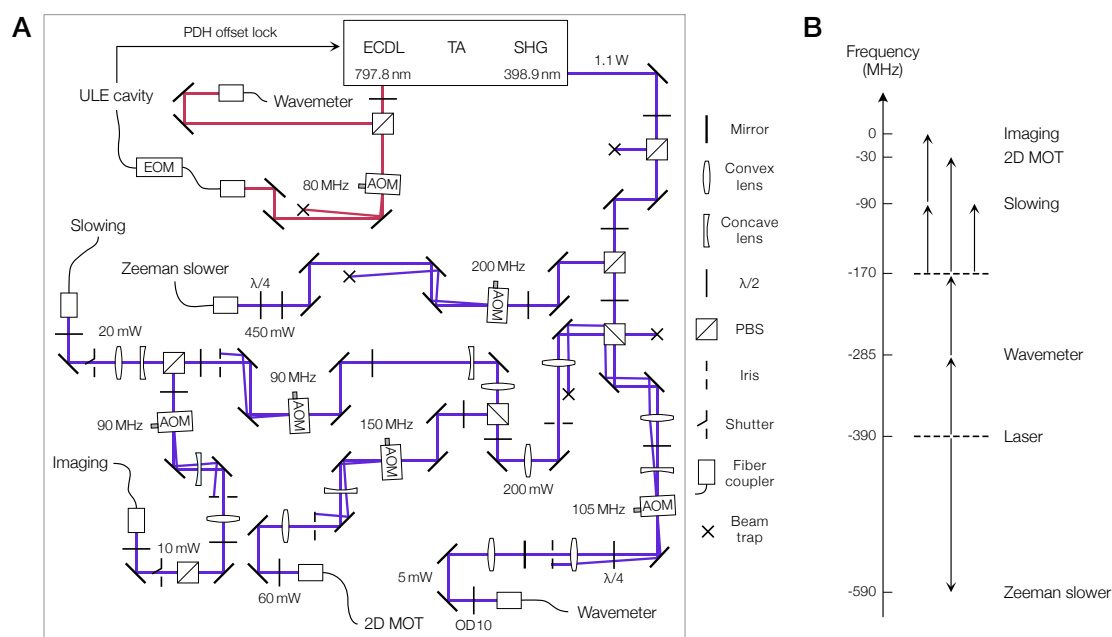 A
PDH offset lock
ECDL TA SHG
797.8 nm 398.9 nm
1.1 W
ULE cavity
Wavemeter
EOM
80 MHz
AOM
Slowing
Zeeman slower
λ/4
450 mW
200 MHz
AOM
20 mW
90 MHz
AOM
90 MHz
AOM
150 MHz
AOM
Imaging
200 mW
105 MHz
AOM
10 mW
60 mW
2D MOT
5 mW
λ/4
OD10
Wavemeter
Mirror
Convex
lens
Concave
lens
λ/2
PBS
Iris
Shutter
Fiber
coupler
Beam
trap
B
Frequency
(MHz)
0
Imaging
-30
2D MOT
-90
Slowing
-170
-285
Wavemeter
-390
Laser
-590
Zeeman slower